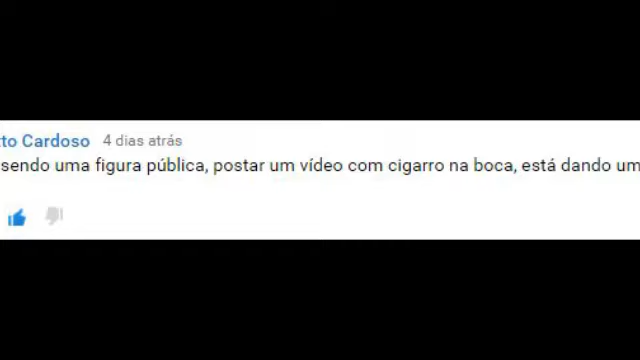 to Cardoso 4 dias atrás
sendo uma figura pública, postar um vídeo com cigarro na boca, está dando um